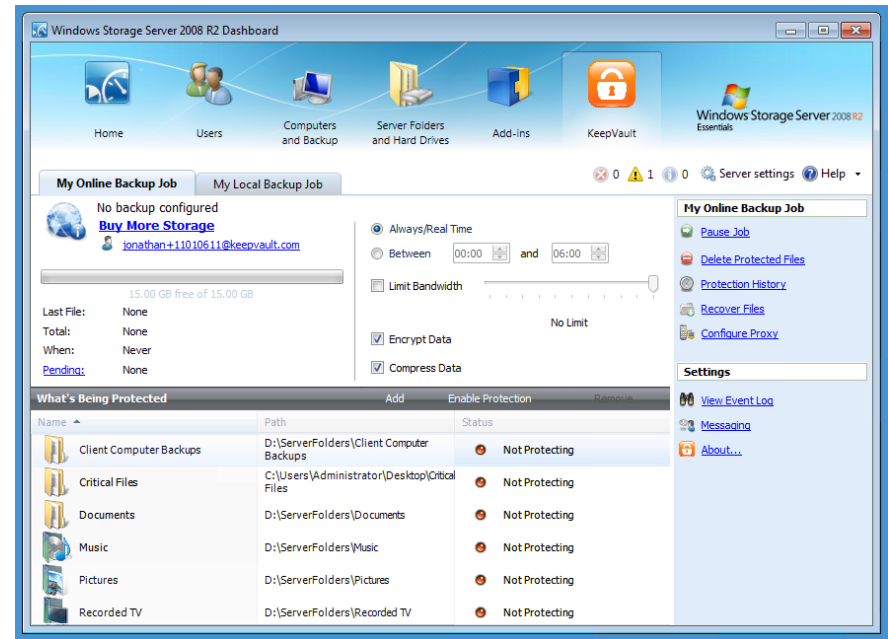 Windows Storage Server 2008 R2 Dashboard
Home
Users
Computers
and Backup
Server Folders
and Hard Drives
Add-ins
KeepVault
Windows Storage Server 2008 R2
Essentials
My Online Backup Job
My Local Backup Job
0 1 0 Server settings Help
No backup configured
Buy More Storage
jonathan+11010611@keepvault.com
15.00 GB free of 15.00 GB
Last File: None
Total: None
When: Never
Pending: None
Always/Real Time
Between 00:00 and 06:00
Limit Bandwidth
No Limit
Encrypt Data
Compress Data
My Online Backup Job
Pause Job
Delete Protected Files
Protection History
Recover Files
Configure Proxy
Settings
View Event Log
Messaging
About...
What's Being Protected Add Enable Protection Remove
Name Path Status
Client Computer Backups D:\ServerFolders\Client Computer Not Protecting
Backups
Critical Files C:\Users\Administrator\Desktop\Critical Not Protecting
Files
Documents D:\ServerFolders\Documents Not Protecting
Music D:\ServerFolders\Music Not Protecting
Pictures D:\ServerFolders\Pictures Not Protecting
Recorded TV D:\ServerFolders\Recorded TV Not Protecting